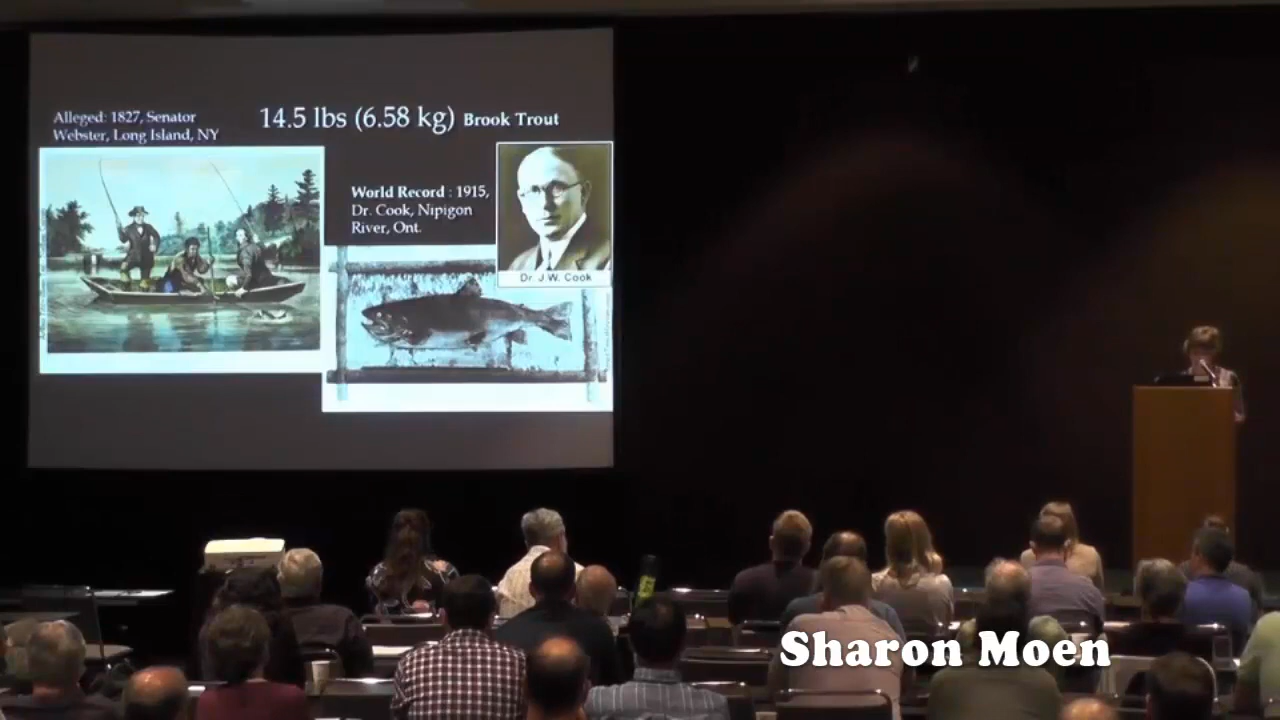 Alleged: 1827, Senator
Webster, Long Island, NY
14.5 lbs (6.58 kg) Brook Trout
World Record : 1915,
Dr. Cook, Nipigon
River, Ont.
Dr. J.W. Cook
Sharon Moen